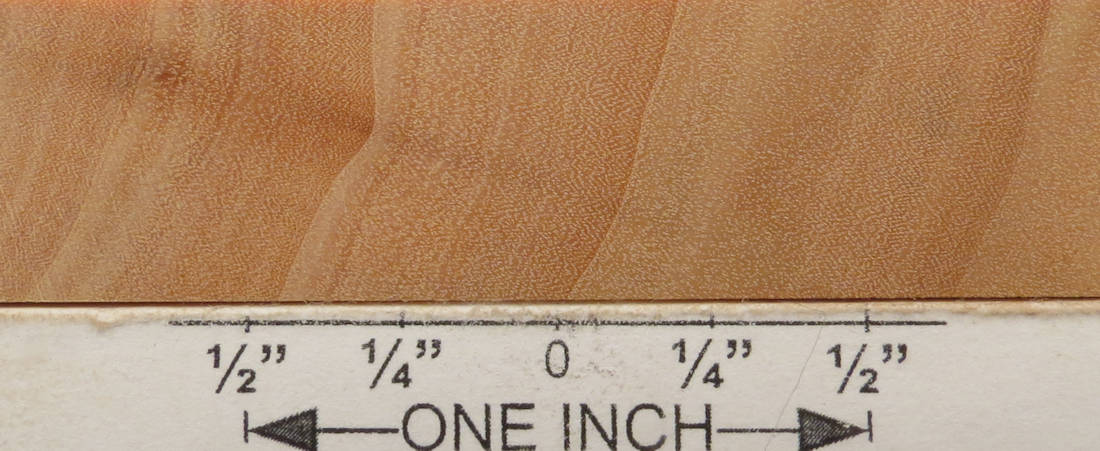 ½” ¼” 0 ¼” ½”
ONE INCH